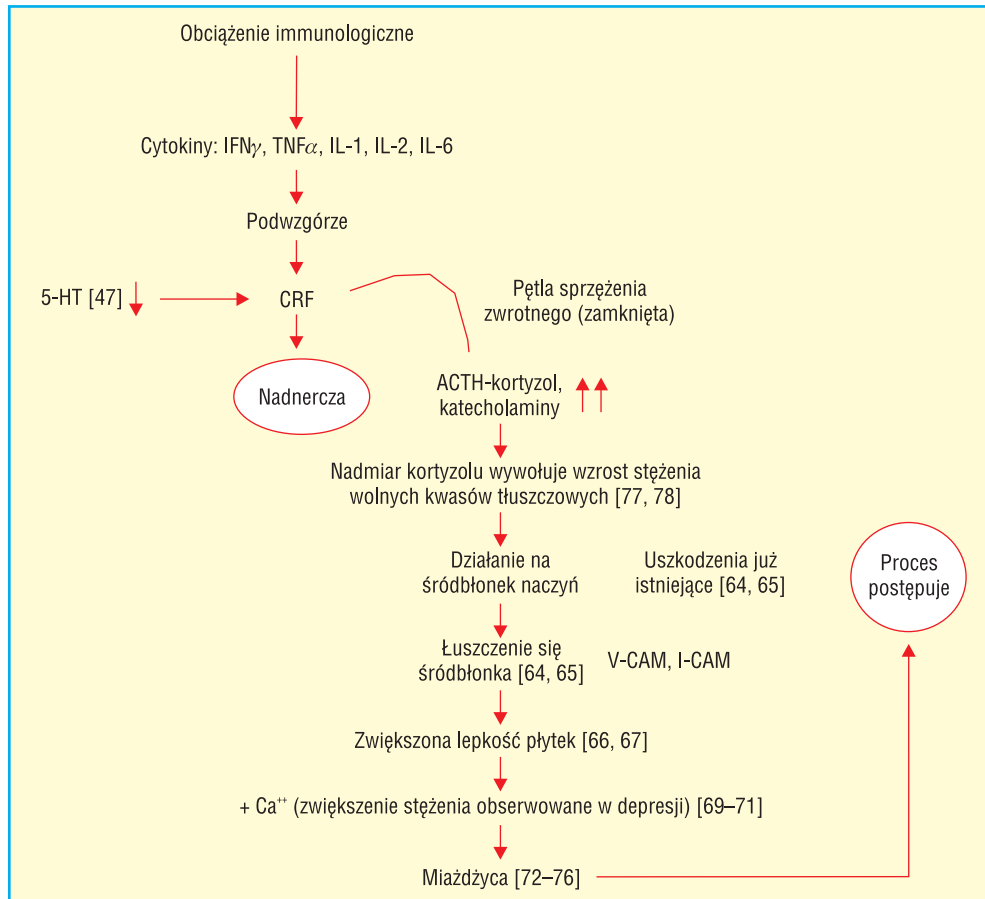 Obciążenie immunologiczne
Cytokiny: IFNγ, TNFα, IL-1, IL-2, IL-6
Podwzgórze
5-HT [47]
CRF
Pętla sprzężenia
zwrotnego (zamknięta)
Nadnercza
ACTH-kortyzol,
katecholaminy
Nadmiar kortyzolu wywołuje wzrost stężenia
wolnych kwasów tłuszczowych [77, 78]
Działanie na
śródbłonek naczyń
Uszkodzenia już
istniejące [64, 65]
Proces
postępuje
Łuszczenie się
śródbłonka [64, 65]
V-CAM, I-CAM
Zwiększona lepkość płytek [66, 67]
+ Ca⁺⁺ (zwiększenie stężenia obserwowane w depresji) [69–71]
Miażdżyca [72–76]